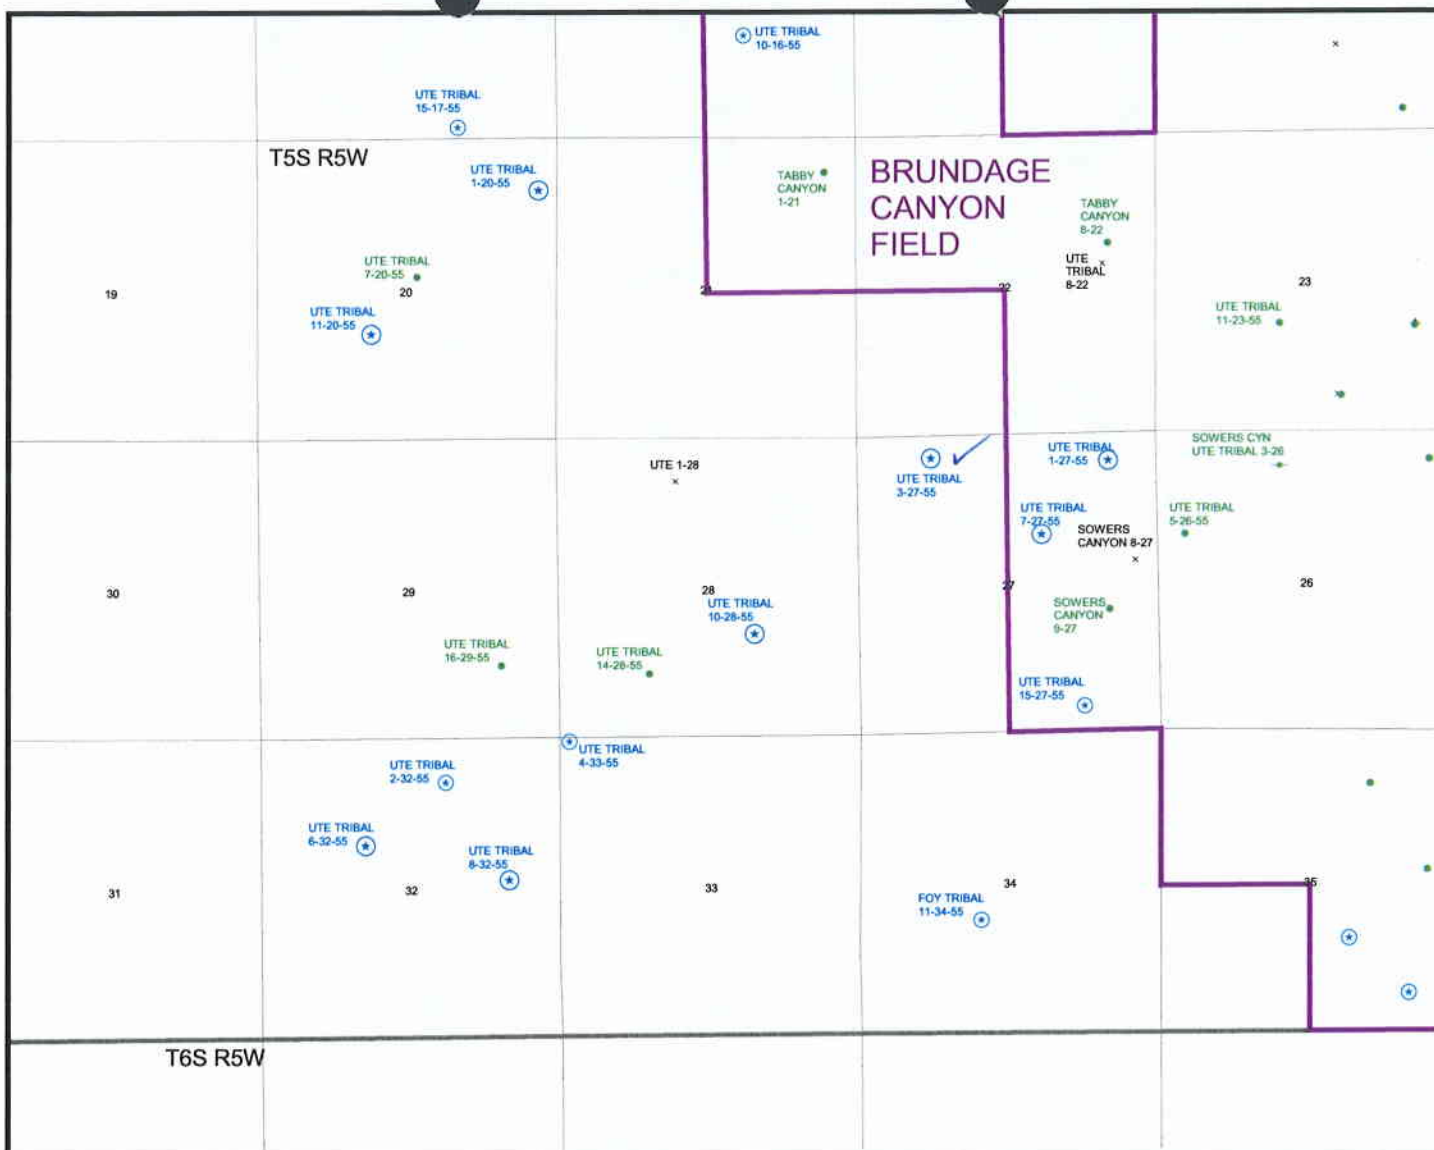 UTE TRIBAL
10-16-55
UTE TRIBAL
15-17-55
T5S R5W
UTE TRIBAL
1-20-55
TABBY
CANYON
1-21
BRUNDAGE
CANYON
FIELD
TABBY
CANYON
8-22
UTE
TRIBAL
8-22
UTE TRIBAL
7-20-55
19
20
21
22
23
UTE TRIBAL
11-20-55
UTE TRIBAL
11-23-55
UTE 1-28
UTE TRIBAL
3-27-55
UTE TRIBAL
1-27-55
SOWERS CYN
UTE TRIBAL 3-26
UTE TRIBAL
7-27-55
SOWERS
CANYON 8-27
UTE TRIBAL
5-26-55
30
29
28
27
26
UTE TRIBAL
10-28-55
SOWERS
CANYON
9-27
UTE TRIBAL
16-29-55
UTE TRIBAL
14-28-55
UTE TRIBAL
15-27-55
UTE TRIBAL
4-33-55
UTE TRIBAL
2-32-55
UTE TRIBAL
6-32-55
UTE TRIBAL
8-32-55
31
32
33
34
35
FOY TRIBAL
11-34-55
T6S R5W